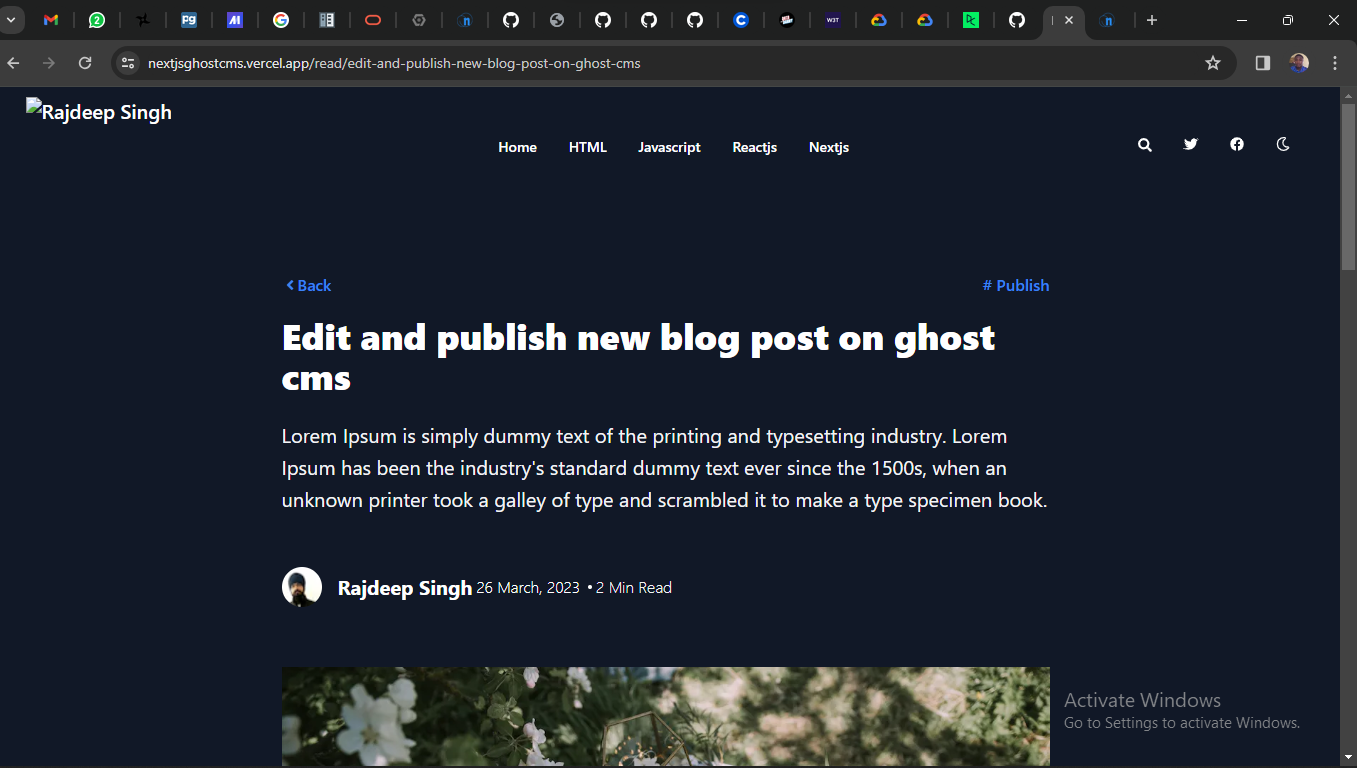 2
Pg
W3T
nextjsghostcms.vercel.app/read/edit-and-publish-new-blog-post-on-ghost-cms
Rajdeep Singh
Home HTML Javascript Reactjs Nextjs
Back # Publish
Edit and publish new blog post on ghost
cms
Lorem Ipsum is simply dummy text of the printing and typesetting industry. Lorem
Ipsum has been the industry's standard dummy text ever since the 1500s, when an
unknown printer took a galley of type and scrambled it to make a type specimen book.
Rajdeep Singh 26 March, 2023 • 2 Min Read
Activate Windows
Go to Settings to activate Windows.